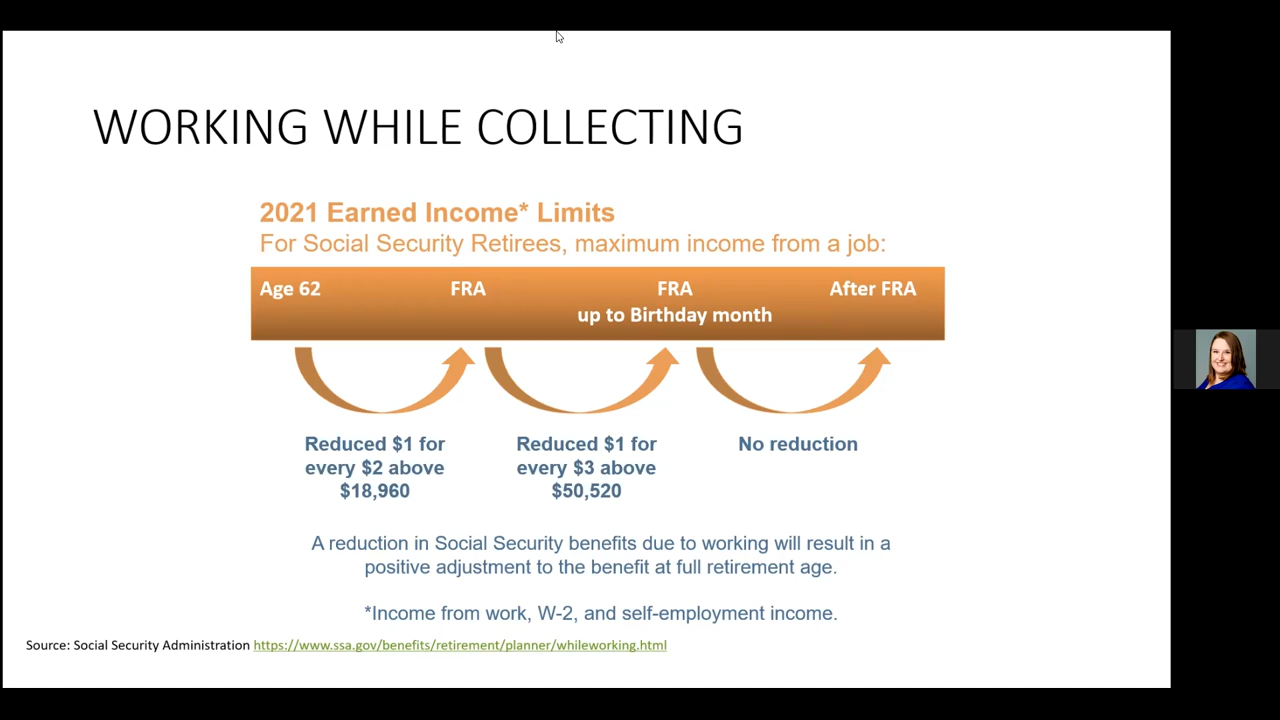 WORKING WHILE COLLECTING
2021 Earned Income* Limits
For Social Security Retirees, maximum income from a job:
Age 62 FRA FRA After FRA
up to Birthday month
Reduced $1 for Reduced $1 for No reduction
every $2 above every $3 above
$18,960 $50,520
A reduction in Social Security benefits due to working will result in a
positive adjustment to the benefit at full retirement age.
*Income from work, W-2, and self-employment income.
Source: Social Security Administration https://www.ssa.gov/benefits/retirement/planner/whileworking.html